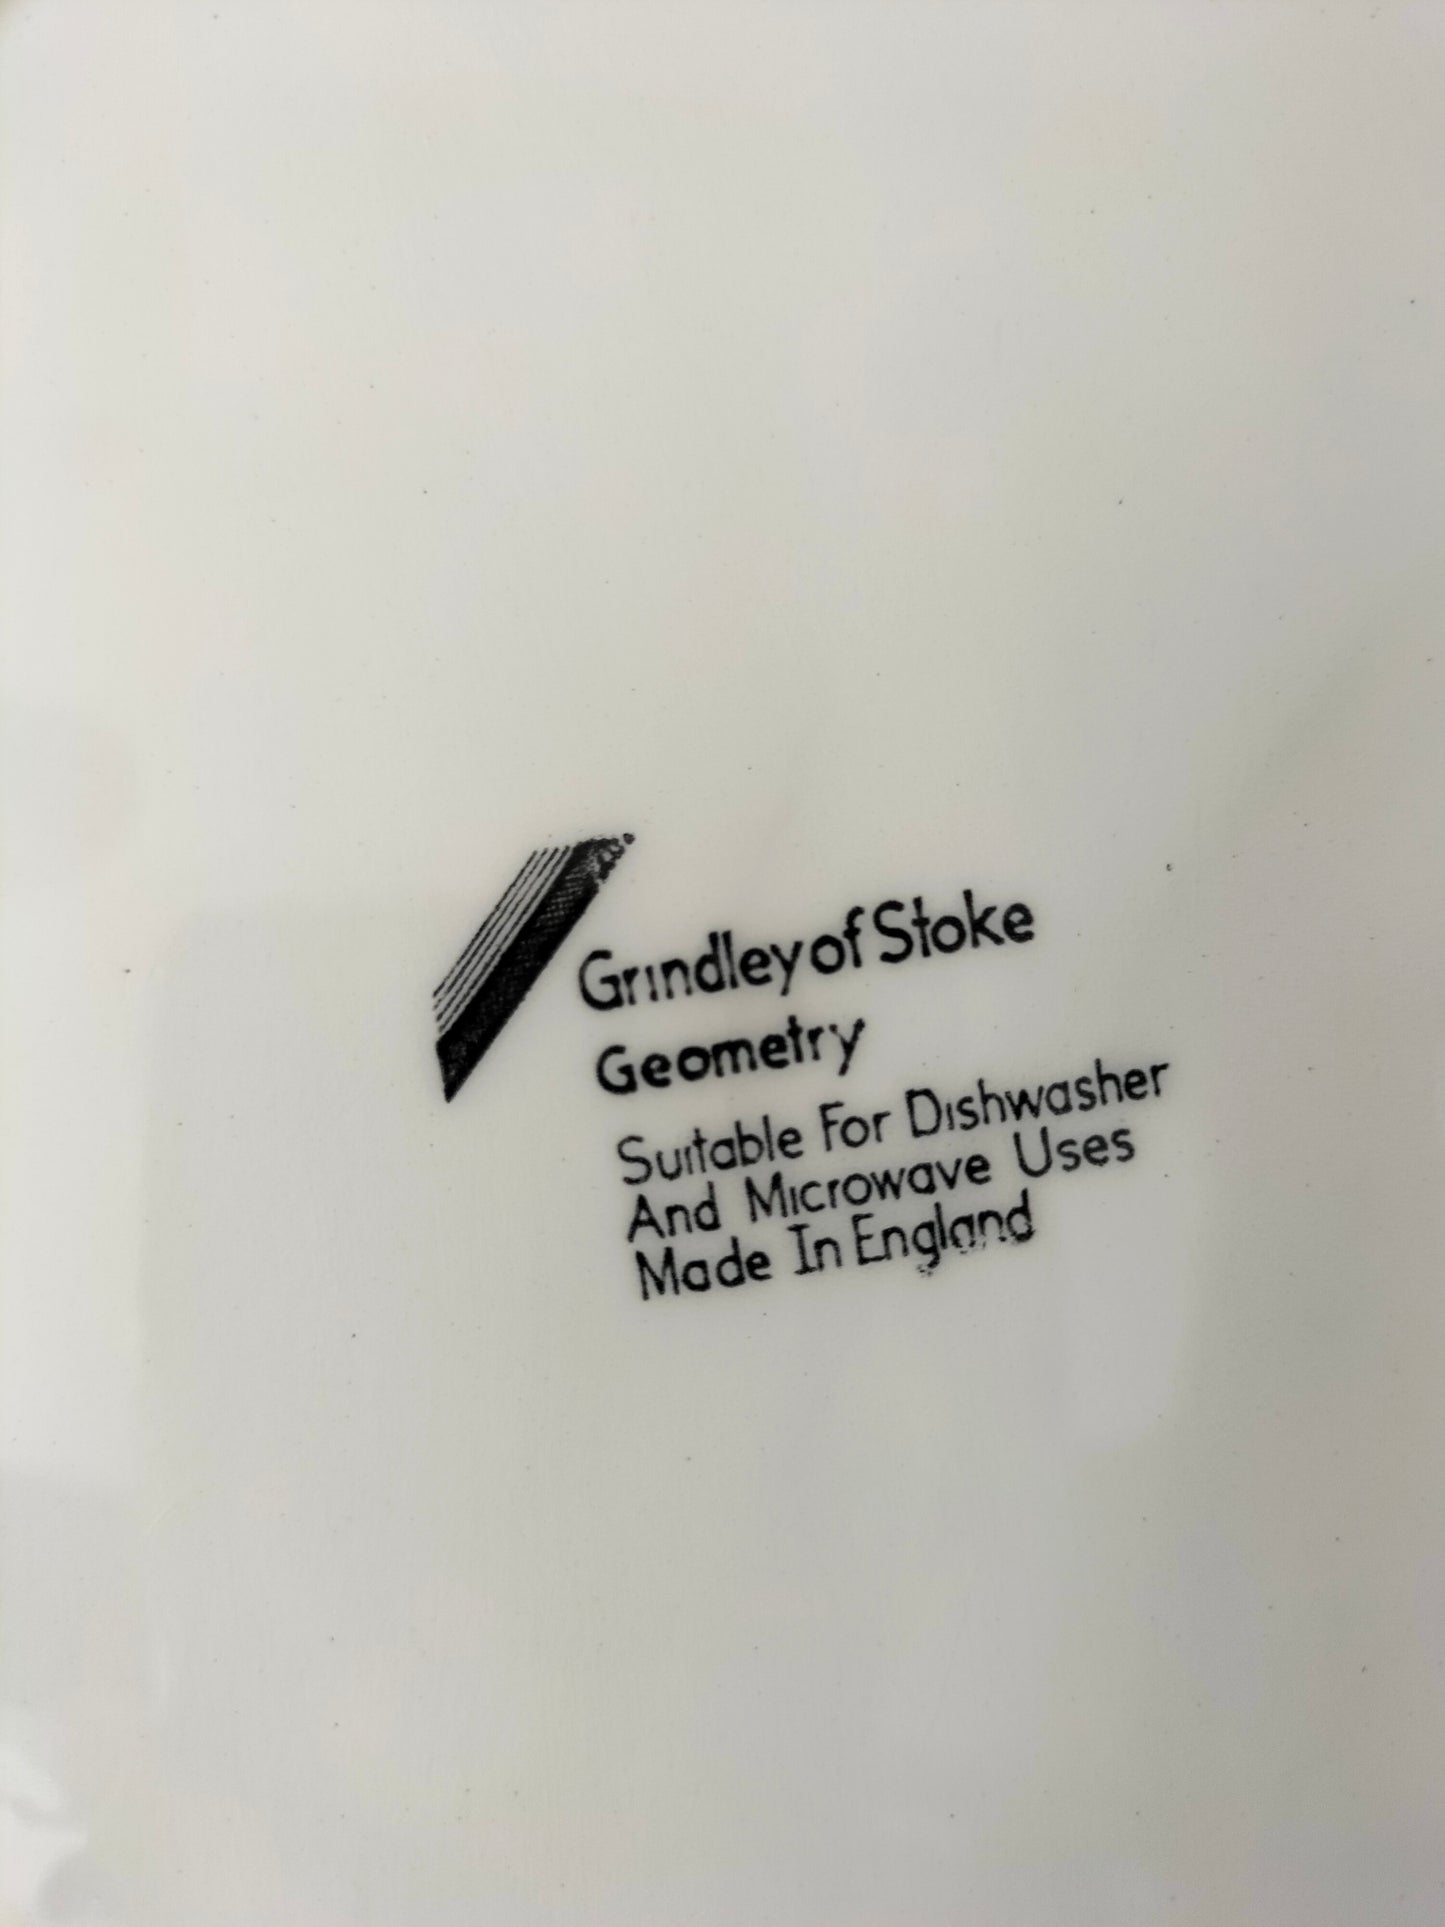 Grindley of Stoke
Geometry
Suitable For Dishwasher
And Microwave Uses
Made In England